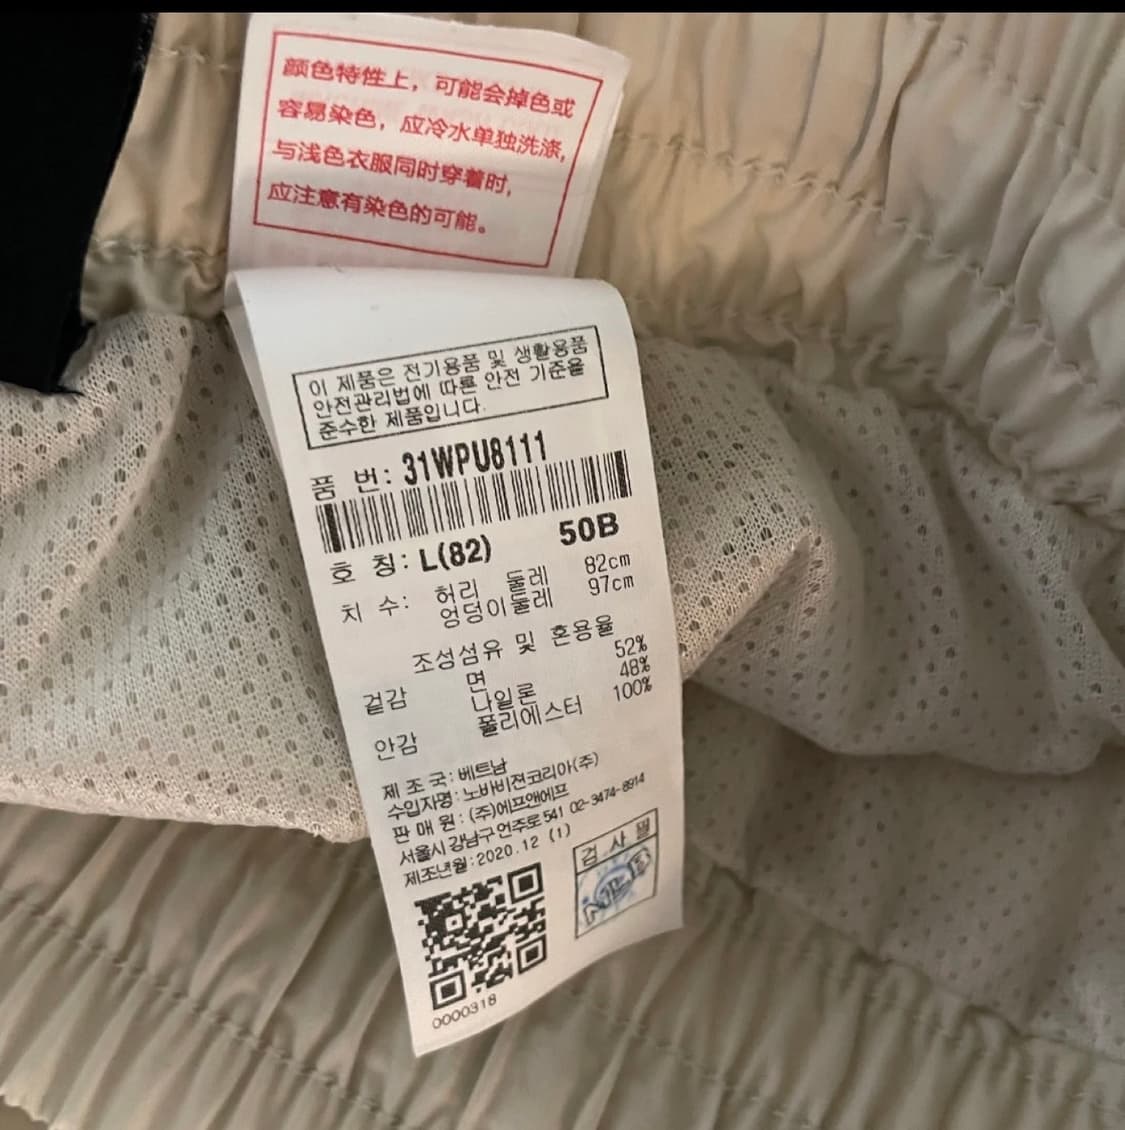 颜色特性上，可能会掉色或
容易染色，应冷水单独洗涤，
与浅色衣服同时穿着时，
应注意有染色的可能。
이 제품은 전기용품 및 생활용품
안전관리법에 따른 안전 기준을
준수한 제품입니다.
품 번: 31WPU8111
호 칭: L(82) 50B
치 수: 허리 둘레 82cm
엉덩이둘레 97cm
조성섬유 및 혼용율
겉감 면 52%
나일론 48%
안감 폴리에스터 100%
제 조 국: 베트남
수입자명: 노바비젼코리아(주)
판 매 원: (주)에프앤에프
서울시 강남구 언주로 541 02-3474-8914
제조년월: 2020.12 (1)
검 사 필
0000318